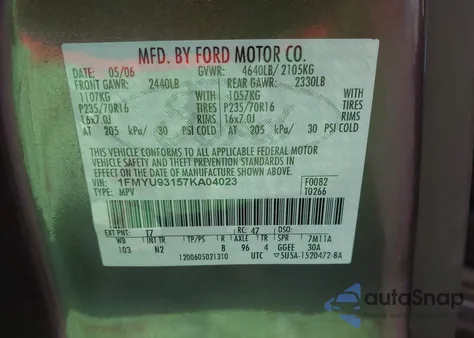 MFD. BY FORD MOTOR CO.
DATE: 05/06 GVWR: 4640LB/ 2105KG
FRONT GAWR: 2440LB REAR GAWR: 2330LB
1107KG WITH 1057KG WITH
P235/70R16 TIRES P235/70R16 TIRES
16x7.0J RIMS 16x7.0J RIMS
AT 205 kPa/ 30 PSI COLD AT 205 kPa/ 30 PSI COLD
THIS VEHICLE CONFORMS TO ALL APPLICABLE FEDERAL MOTOR
VEHICLE SAFETY AND THEFT PREVENTION STANDARDS IN EFFECT ON
THE DATE OF MANUFACTURE SHOWN ABOVE.
VIN: 1FMYU93157KA04023 F0082
TYPE: MPV T0266
EXT PNT: T7 RC: 47 DSO:
WB INT TR TP/PS R AXLE TR SPR 7M11A
103 N2 8 96 4 GGEE 30A
1200605021310 UTC 5U5A-1520472-BA
autoSnap